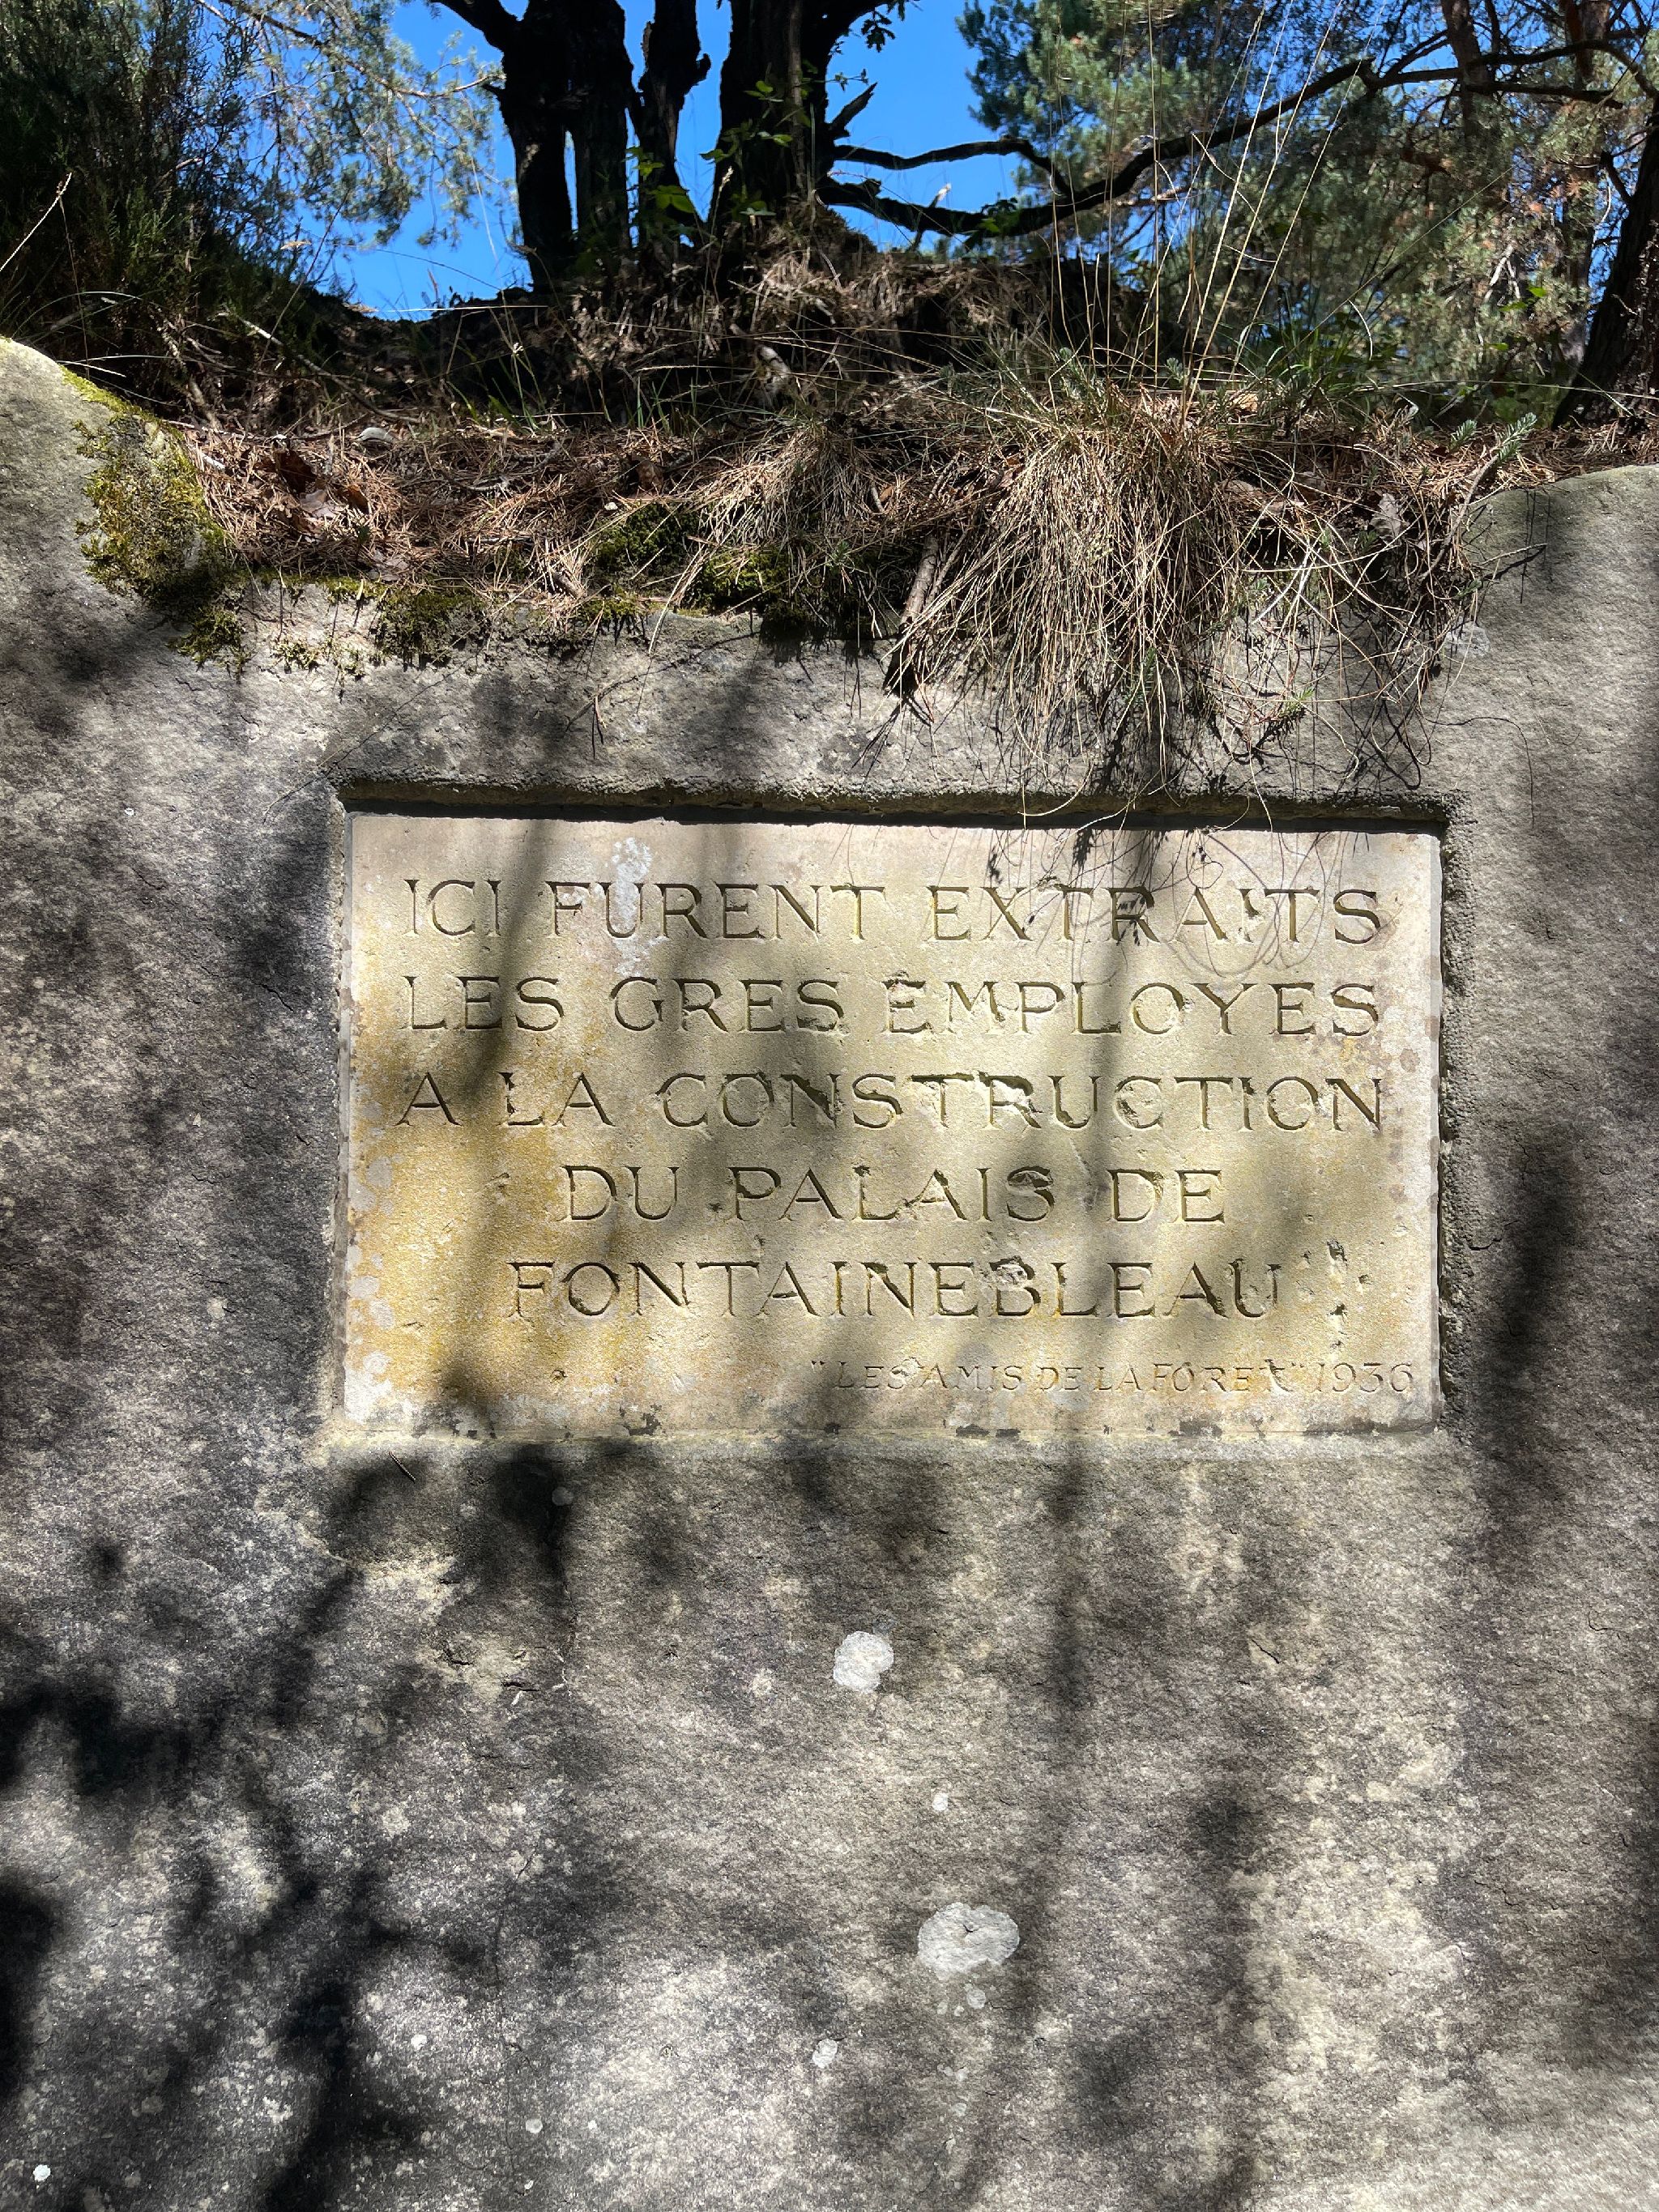 ICI FURENT EXTRAITS
LES GRES EMPLOYES
A LA CONSTRUCTION
DU PALAIS DE
FONTAINEBLEAU
"LES AMIS DE LA FORET" 1936